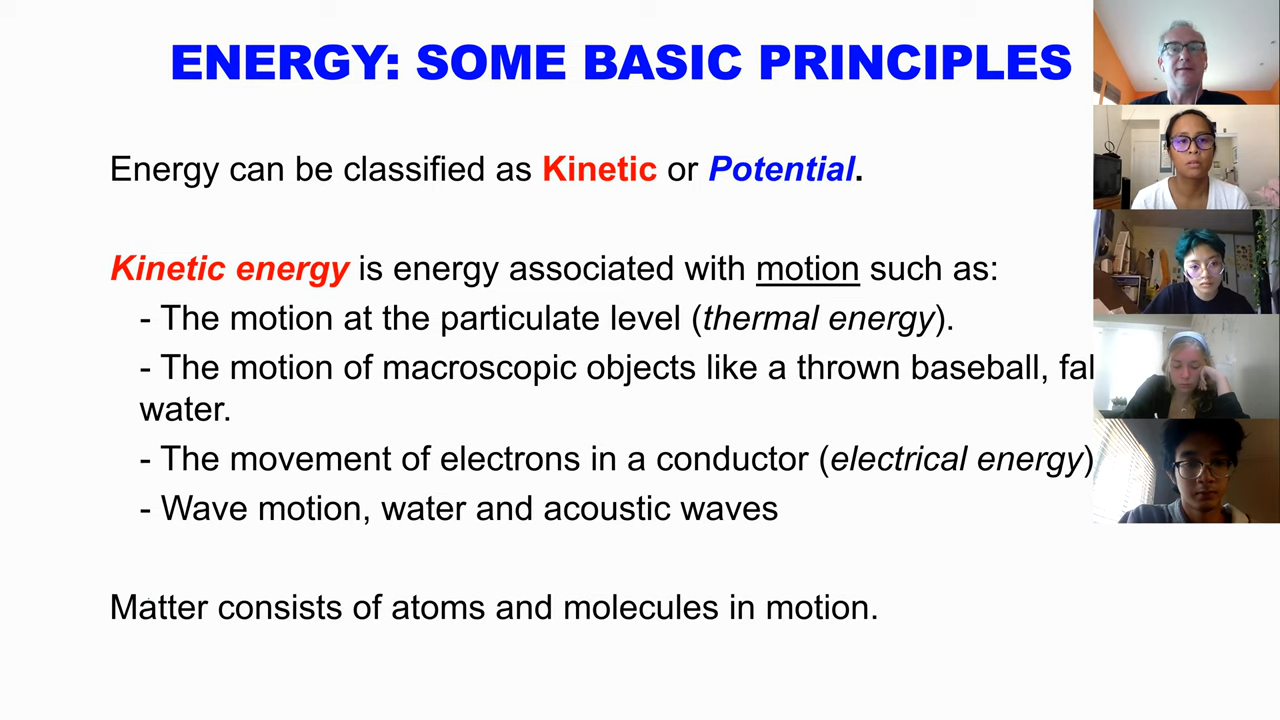 ENERGY: SOME BASIC PRINCIPLES
Energy can be classified as Kinetic or Potential.
Kinetic energy is energy associated with motion such as:
- The motion at the particulate level (thermal energy).
- The motion of macroscopic objects like a thrown baseball, fal
water.
- The movement of electrons in a conductor (electrical energy)
- Wave motion, water and acoustic waves
Matter consists of atoms and molecules in motion.